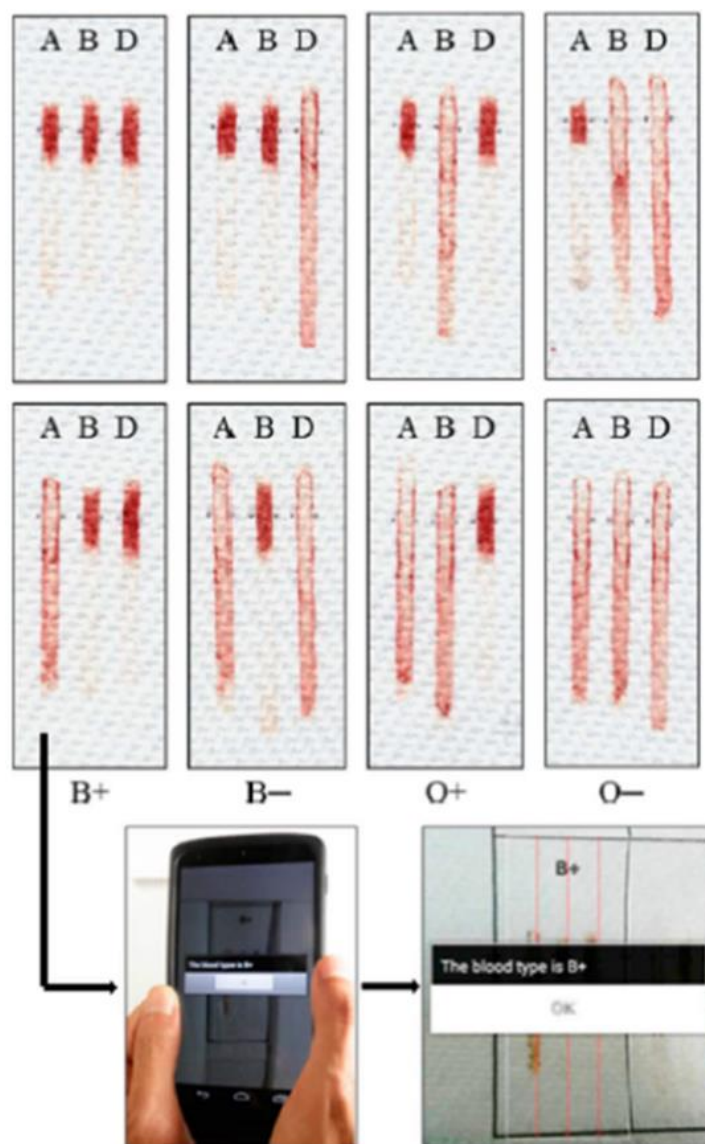 A B D
A B D
A B D
A B D
A B D
A B D
A B D
A B D
B+
B−
O+
O−
B+
The blood type is B+
B+
The blood type is B+
OK